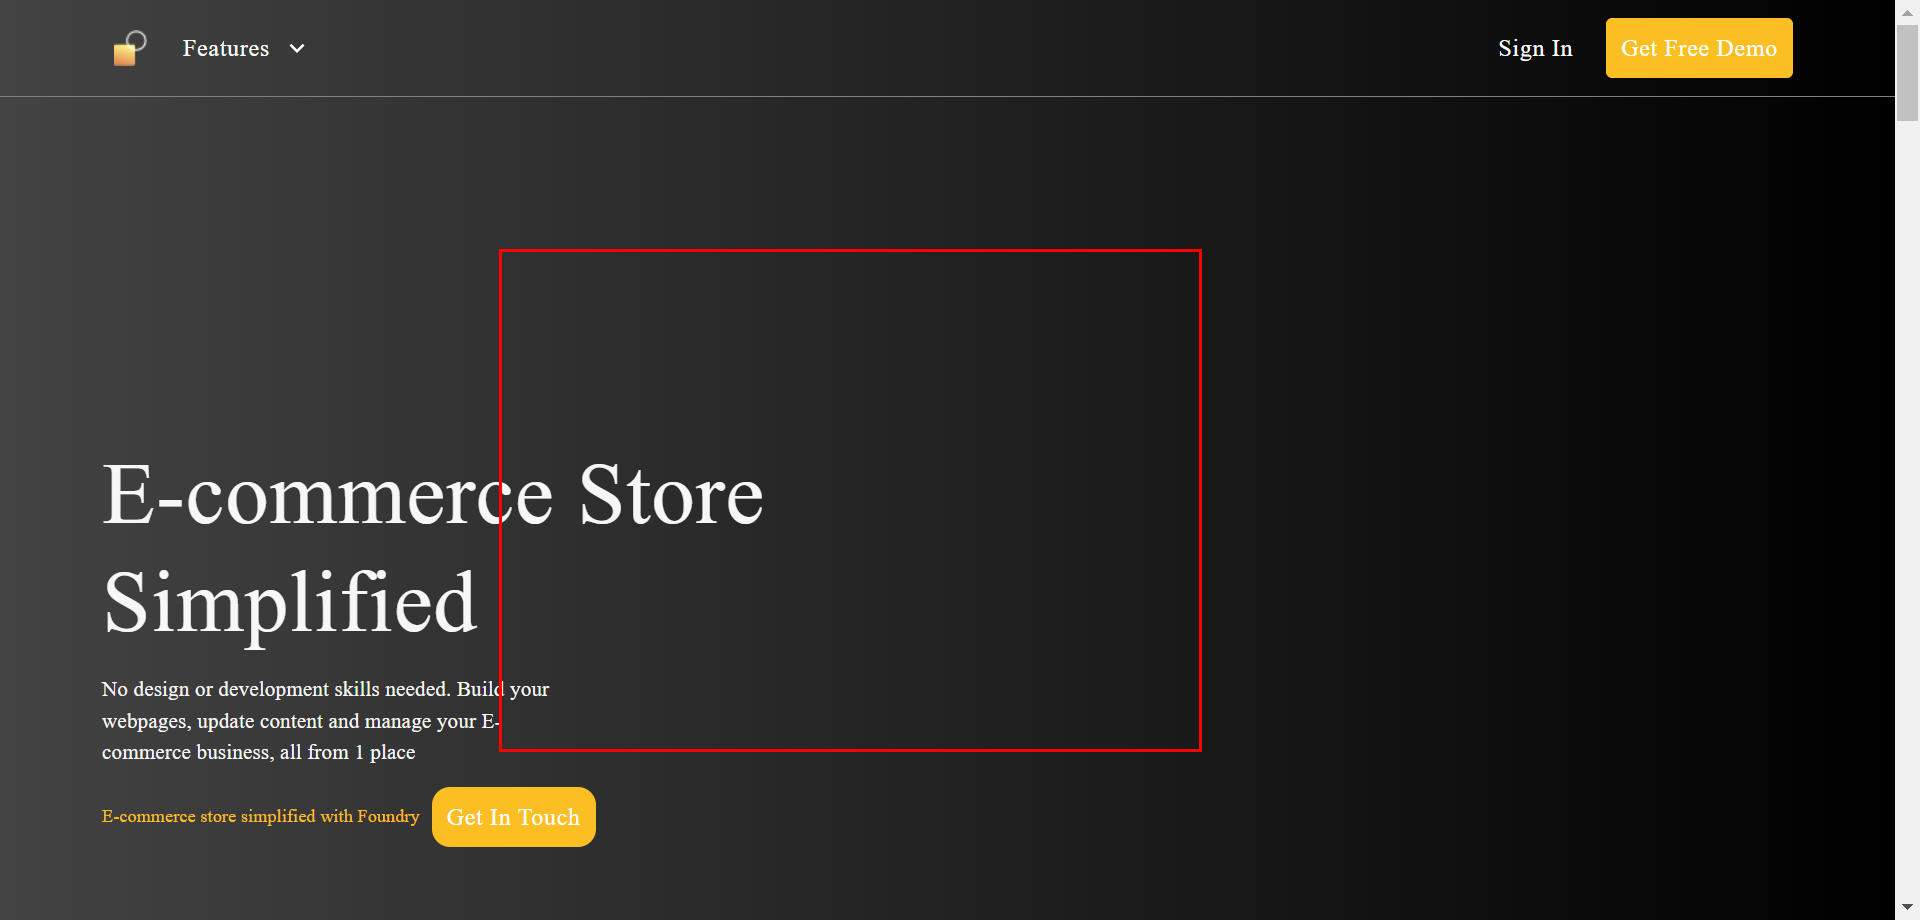 Features
Sign In
Get Free Demo
E-commerce Store
Simplified
No design or development skills needed. Build your
webpages, update content and manage your E-
commerce business, all from 1 place
E-commerce store simplified with Foundry
Get In Touch